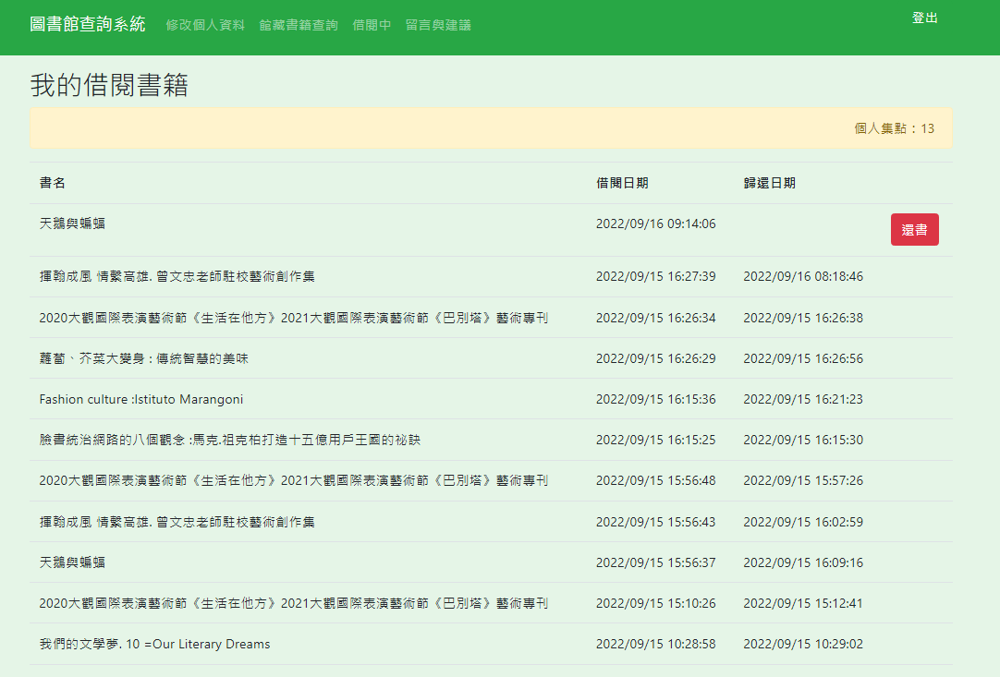 圖書館查詢系統 修改個人資料 館藏書籍查詢 借閱中 留言與建議 登出
我的借閱書籍
個人集點：13
書名 借閱日期 歸還日期
天鵝與蝙蝠 2022/09/16 09:14:06 還書
揮翰成風 情繫高雄. 曾文忠老師駐校藝術創作集 2022/09/15 16:27:39 2022/09/16 08:18:46
2020大觀國際表演藝術節《生活在他方》2021大觀國際表演藝術節《巴別塔》藝術專刊 2022/09/15 16:26:34 2022/09/15 16:26:38
蘿蔔、芥菜大變身 : 傳統智慧的美味 2022/09/15 16:26:29 2022/09/15 16:26:56
Fashion culture :Istituto Marangoni 2022/09/15 16:15:36 2022/09/15 16:21:23
臉書統治網路的八個觀念 :馬克.祖克柏打造十五億用戶王國的祕訣 2022/09/15 16:15:25 2022/09/15 16:15:30
2020大觀國際表演藝術節《生活在他方》2021大觀國際表演藝術節《巴別塔》藝術專刊 2022/09/15 15:56:48 2022/09/15 15:57:26
揮翰成風 情繫高雄. 曾文忠老師駐校藝術創作集 2022/09/15 15:56:43 2022/09/15 16:02:59
天鵝與蝙蝠 2022/09/15 15:56:37 2022/09/15 16:09:16
2020大觀國際表演藝術節《生活在他方》2021大觀國際表演藝術節《巴別塔》藝術專刊 2022/09/15 15:10:26 2022/09/15 15:12:41
我們的文學夢. 10 =Our Literary Dreams 2022/09/15 10:28:58 2022/09/15 10:29:02